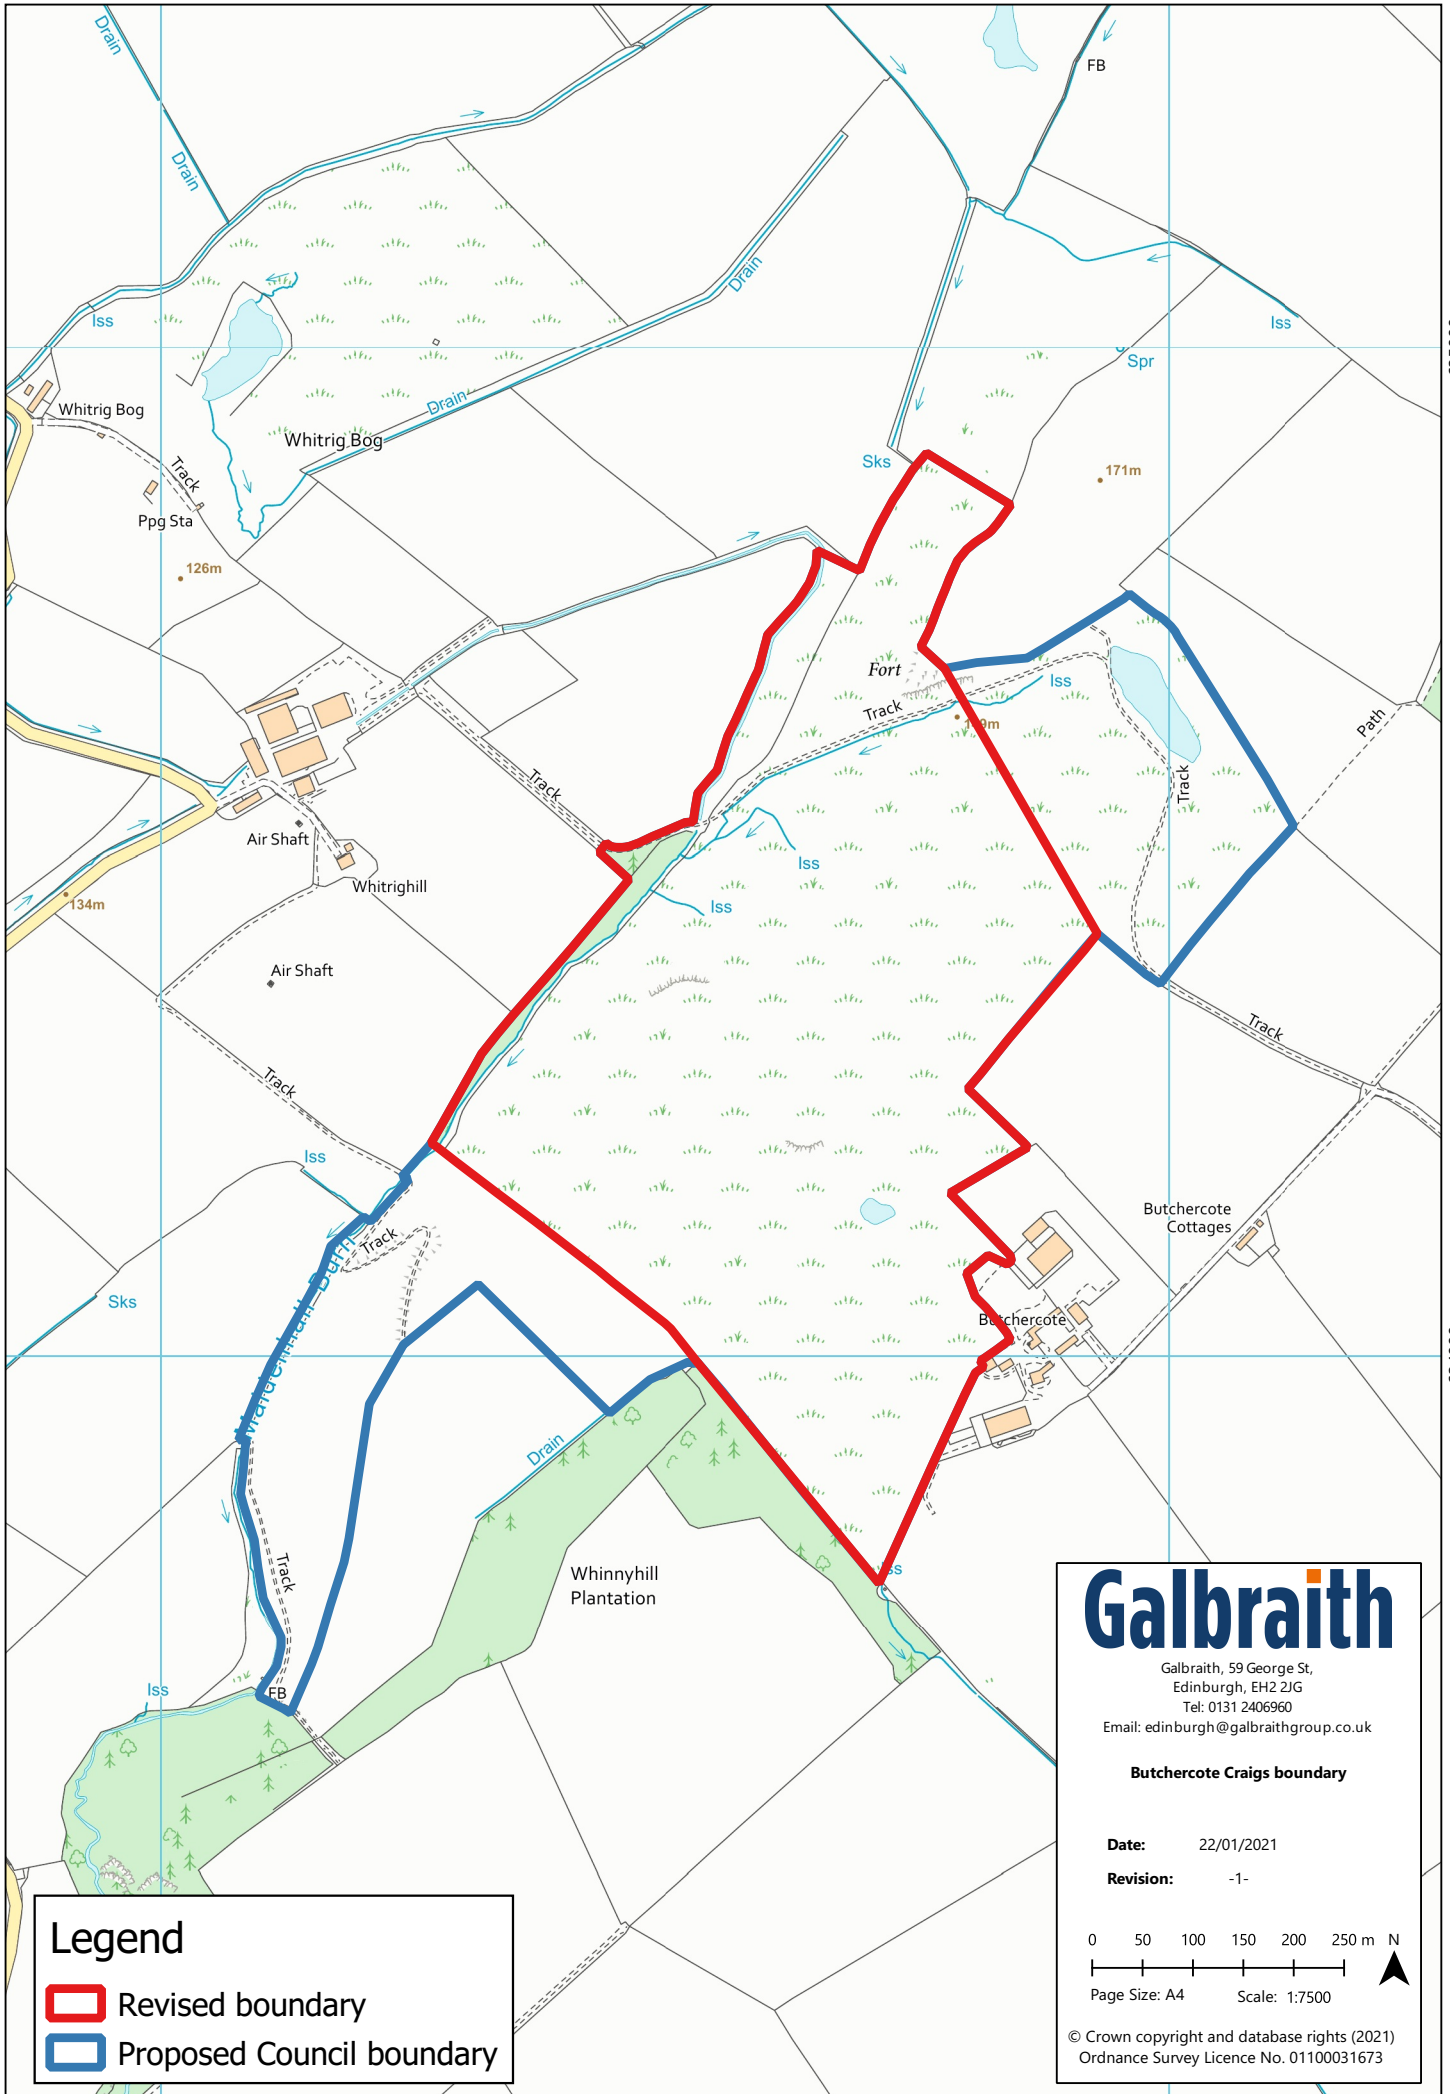 Drain
FB
Drain
Drain
Iss
Iss
Spr
Drain
Whitrig Bog
Whitrig Bog
Track
Sks
171m
Ppg Sta
126m
Fort
Iss
Track
Path
Track
Track
Air Shaft
Iss
Whitrighill
134m
Iss
Air Shaft
Track
Track
Iss
Butchercote
Cottages
Track
Sks
Butchercote
Maidenhall Burn
Drain
Track
Whinnyhill
Plantation
Iss
FB
Iss
Galbraith
Galbraith, 59 George St,
Edinburgh, EH2 2JG
Tel: 0131 2406960
Email: edinburgh@galbraithgroup.co.uk
Butchercote Craigs boundary
Date: 22/01/2021
Revision: -1-
0 50 100 150 200 250 m N
Page Size: A4 Scale: 1:7500
© Crown copyright and database rights (2021)
Ordnance Survey Licence No. 01100031673
Legend
Revised boundary
Proposed Council boundary